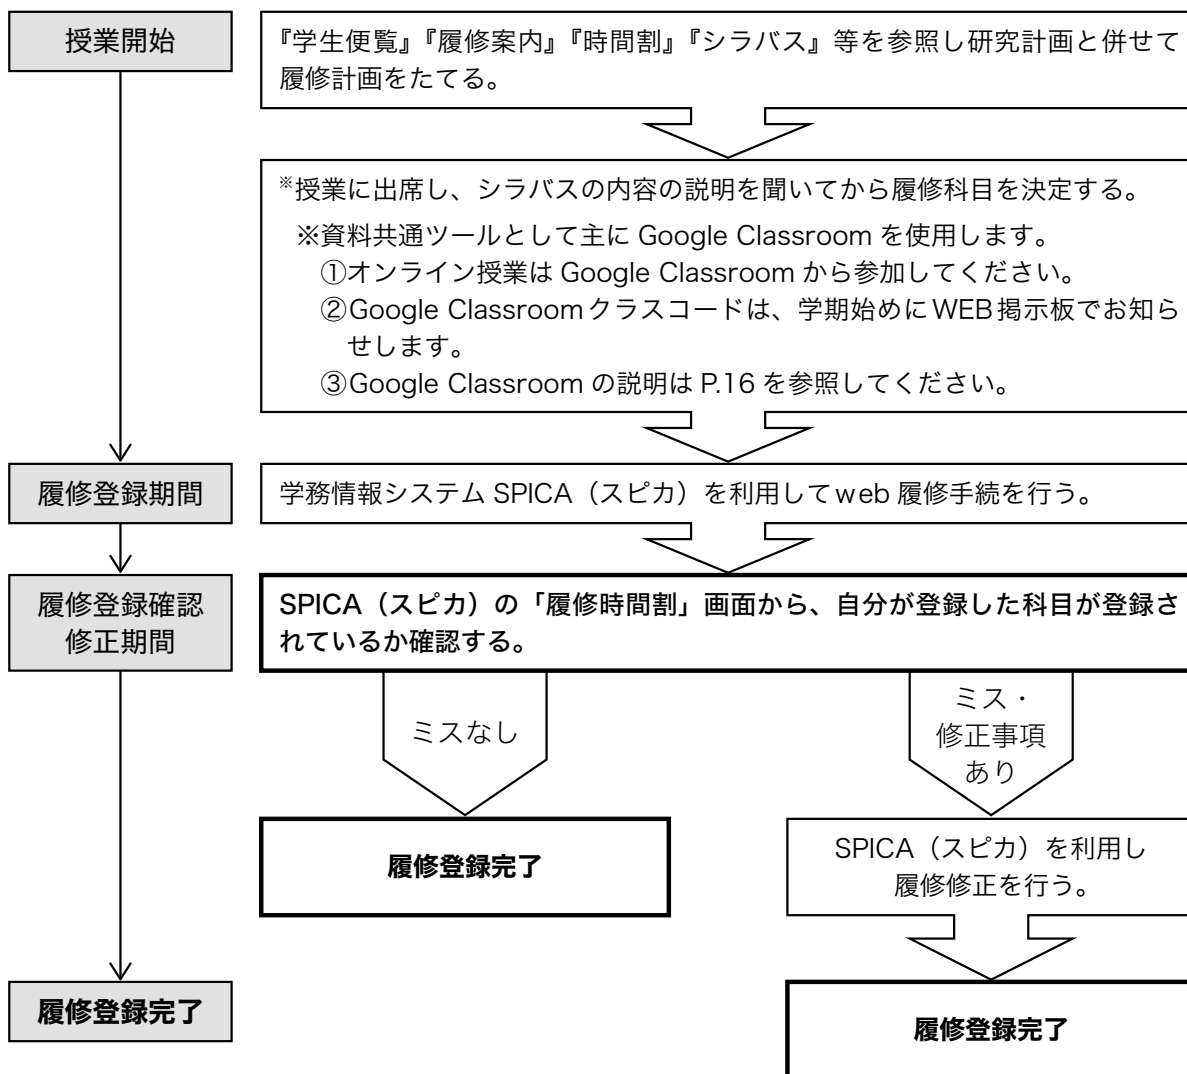 授業開始
『学生便覧』『履修案内』『時間割』『シラバス』等を参照し研究計画と併せて
履修計画をたてる。
※授業に出席し、シラバスの内容の説明を聞いてから履修科目を決定する。
※資料共通ツールとして主に Google Classroom を使用します。
①オンライン授業は Google Classroom から参加してください。
②Google Classroomクラスコードは、学期始めにWEB掲示板でお知ら
せします。
③Google Classroom の説明は P.16 を参照してください。
履修登録期間
学務情報システム SPICA（スピカ）を利用してweb 履修手続を行う。
履修登録確認
修正期間
SPICA（スピカ）の「履修時間割」画面から、自分が登録した科目が登録さ
れているか確認する。
ミスなし
ミス・
修正事項
あり
履修登録完了
SPICA（スピカ）を利用し
履修修正を行う。
履修登録完了
履修登録完了